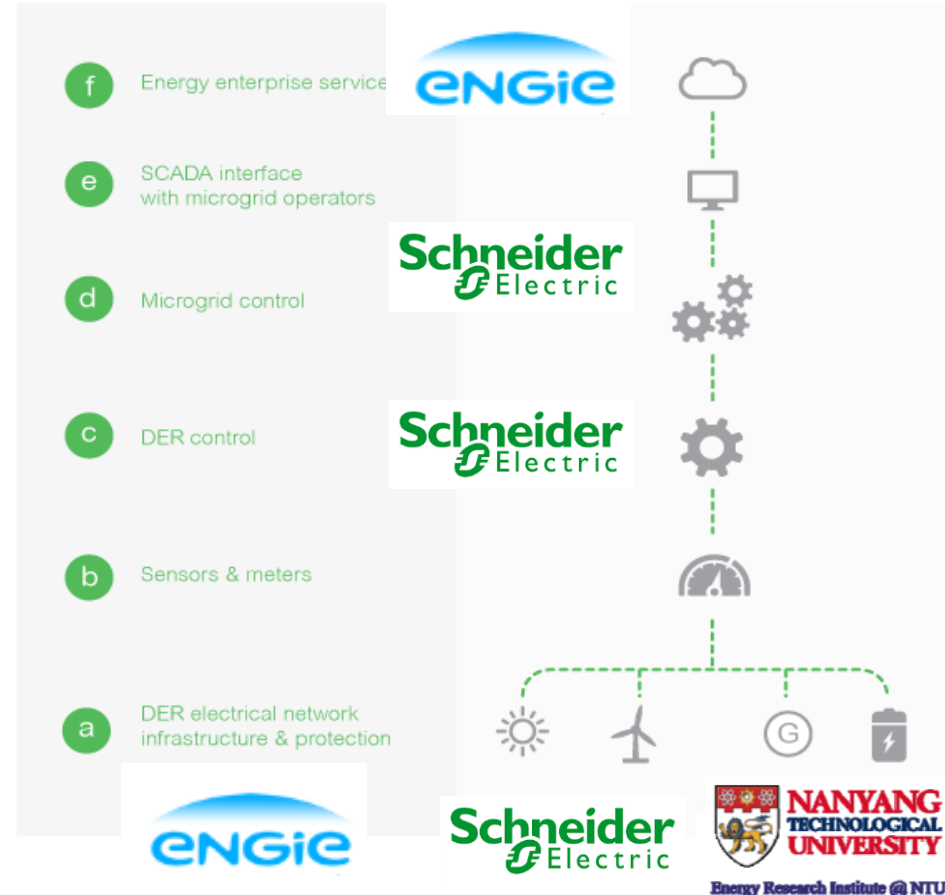 f
Energy enterprise service
ENGIE
e
SCADA interface
with microgrid operators
Schneider
Electric
d
Microgrid control
c
DER control
Schneider
Electric
b
Sensors & meters
a
DER electrical network
infrastructure & protection
G
ENGIE
Schneider
Electric
NANYANG
TECHNOLOGICAL
UNIVERSITY
Energy Research Institute @ NTU